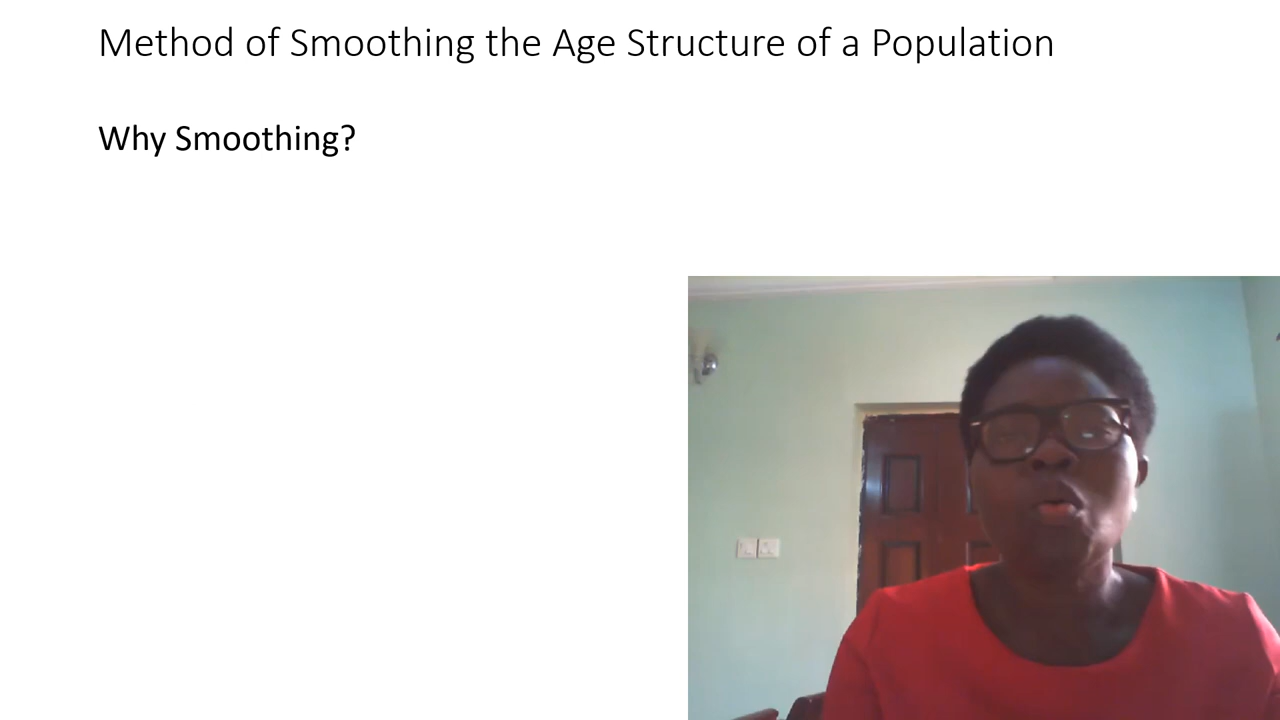 Method of Smoothing the Age Structure of a Population
Why Smoothing?